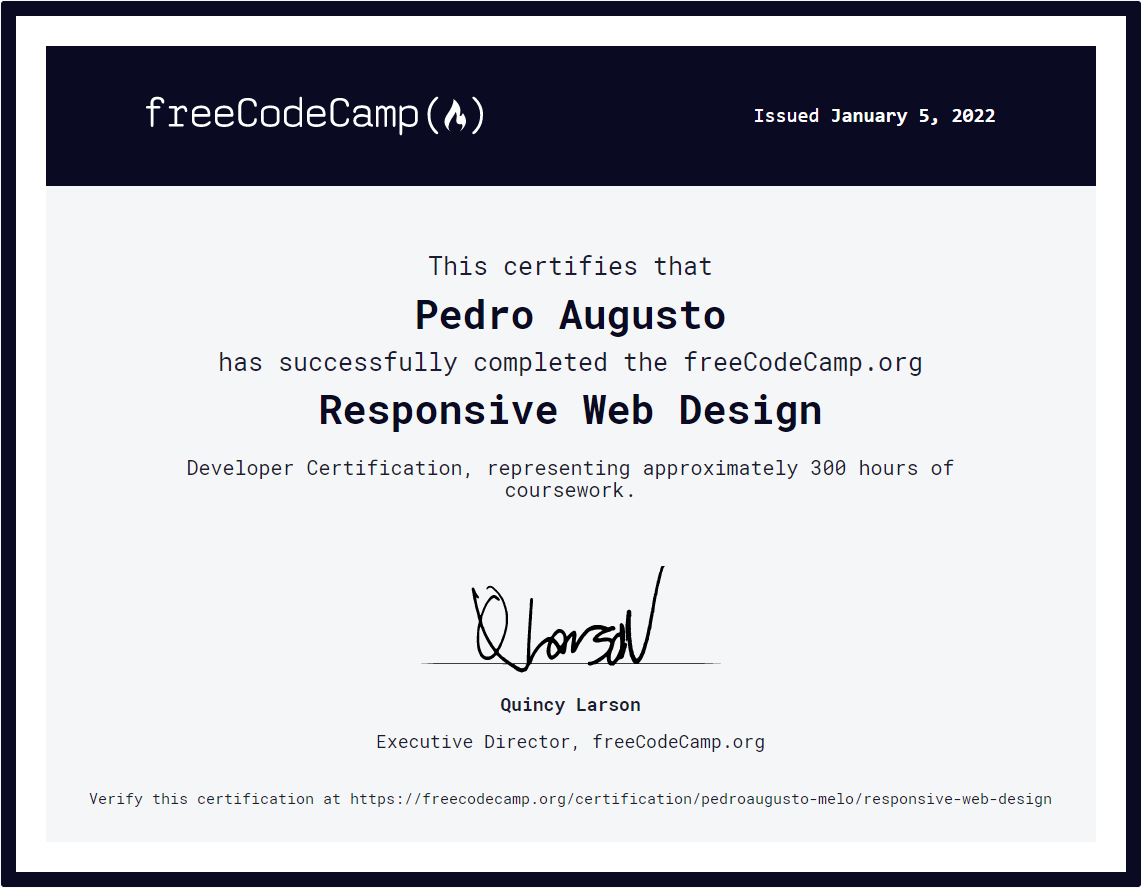 freeCodeCamp(🔥)
Issued January 5, 2022
This certifies that
Pedro Augusto
has successfully completed the freeCodeCamp.org
Responsive Web Design
Developer Certification, representing approximately 300 hours of
coursework.
Q Larson
Quincy Larson
Executive Director, freeCodeCamp.org
Verify this certification at https://freecodecamp.org/certification/pedroaugusto-melo/responsive-web-design